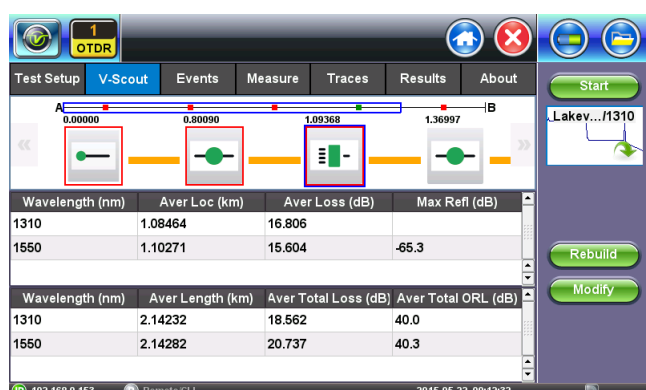 1
OTDR
Test Setup V-Scout Events Measure Traces Results About
Start
A B
0.00000 0.80090 1.09368 1.36997
Lakev.../1310
Wavelength (nm) Aver Loc (km) Aver Loss (dB) Max Refl (dB)
1310 1.08464 16.806
1550 1.10271 15.604 -65.3
Rebuild
Modify
Wavelength (nm) Aver Length (km) Aver Total Loss (dB) Aver Total ORL (dB)
1310 2.14232 18.562 40.0
1550 2.14282 20.737 40.3